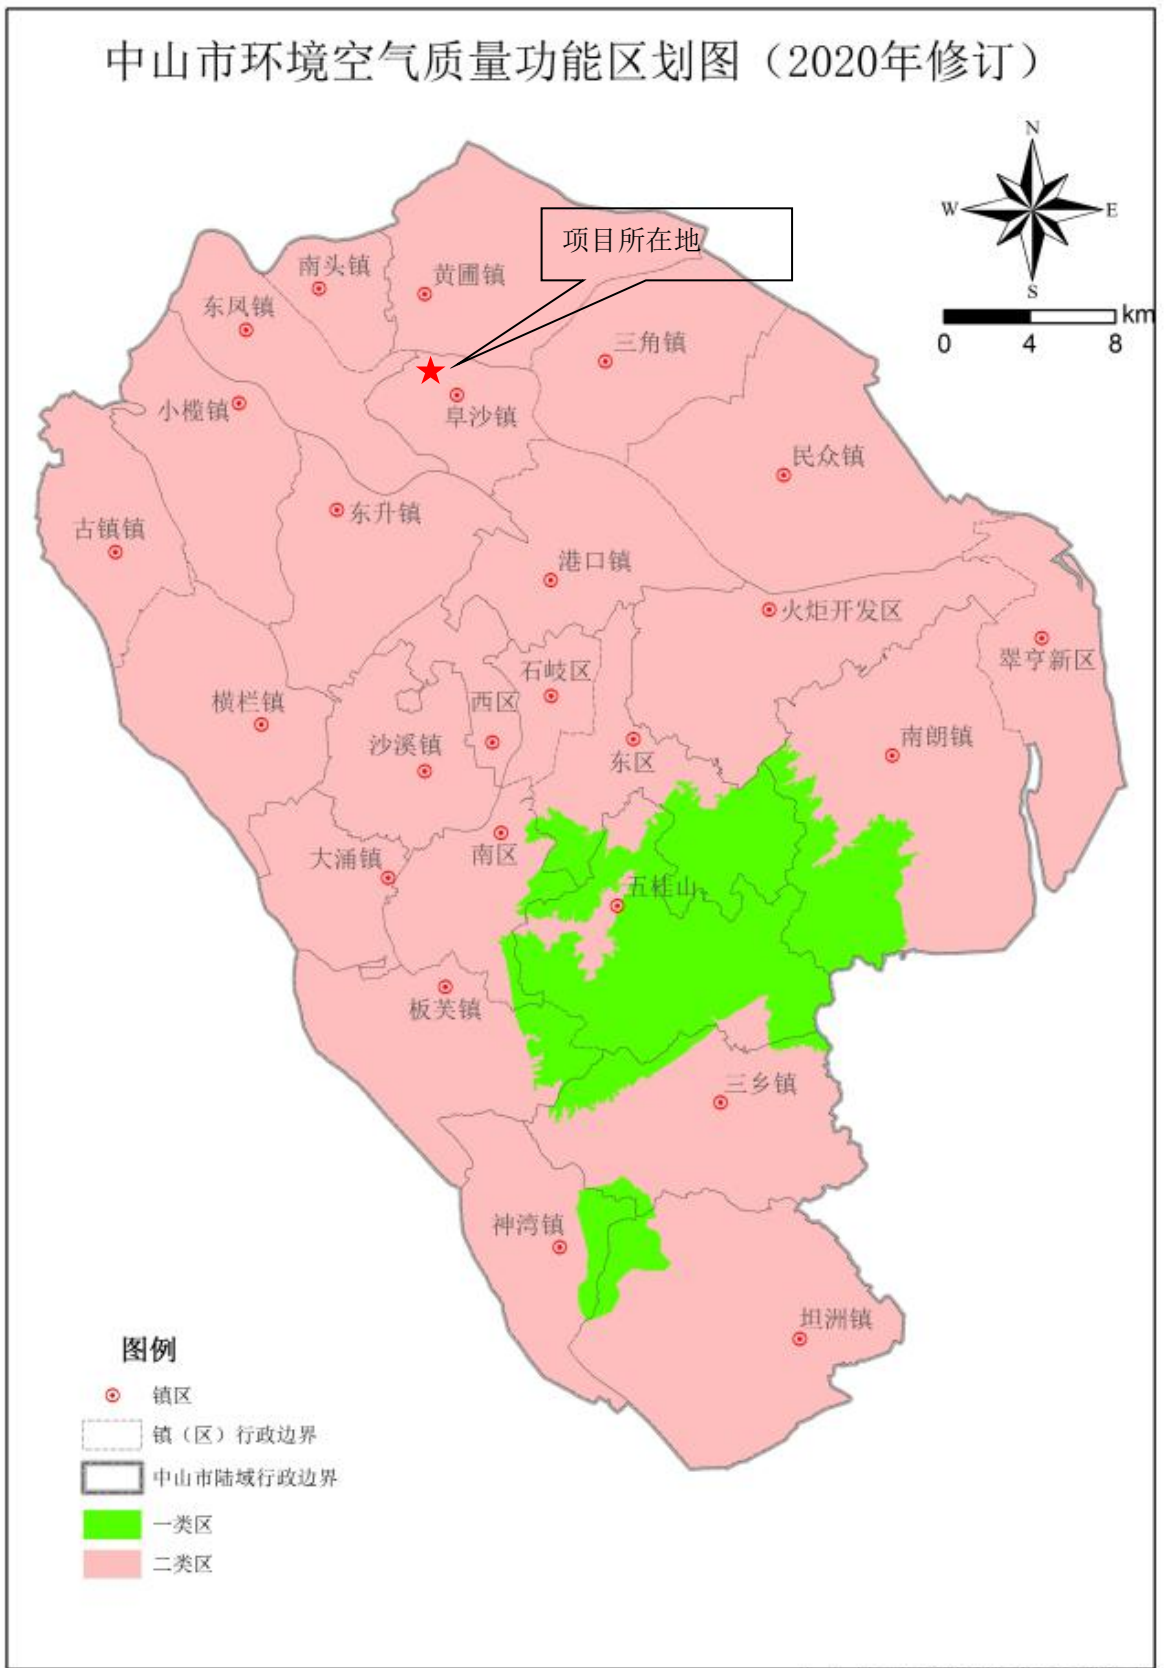 中山市环境空气质量功能区划图（2020年修订）
N
W
E
S
km
0
4
8
项目所在地
南头镇
黄圃镇
东凤镇
三角镇
小榄镇
阜沙镇
民众镇
古镇镇
东升镇
港口镇
火炬开发区
翠亨新区
石岐区
横栏镇
西区
沙溪镇
东区
南朗镇
大涌镇
南区
五桂山
板芙镇
三乡镇
神湾镇
坦洲镇
图例
镇区
镇（区）行政边界
中山市陆域行政边界
一类区
二类区